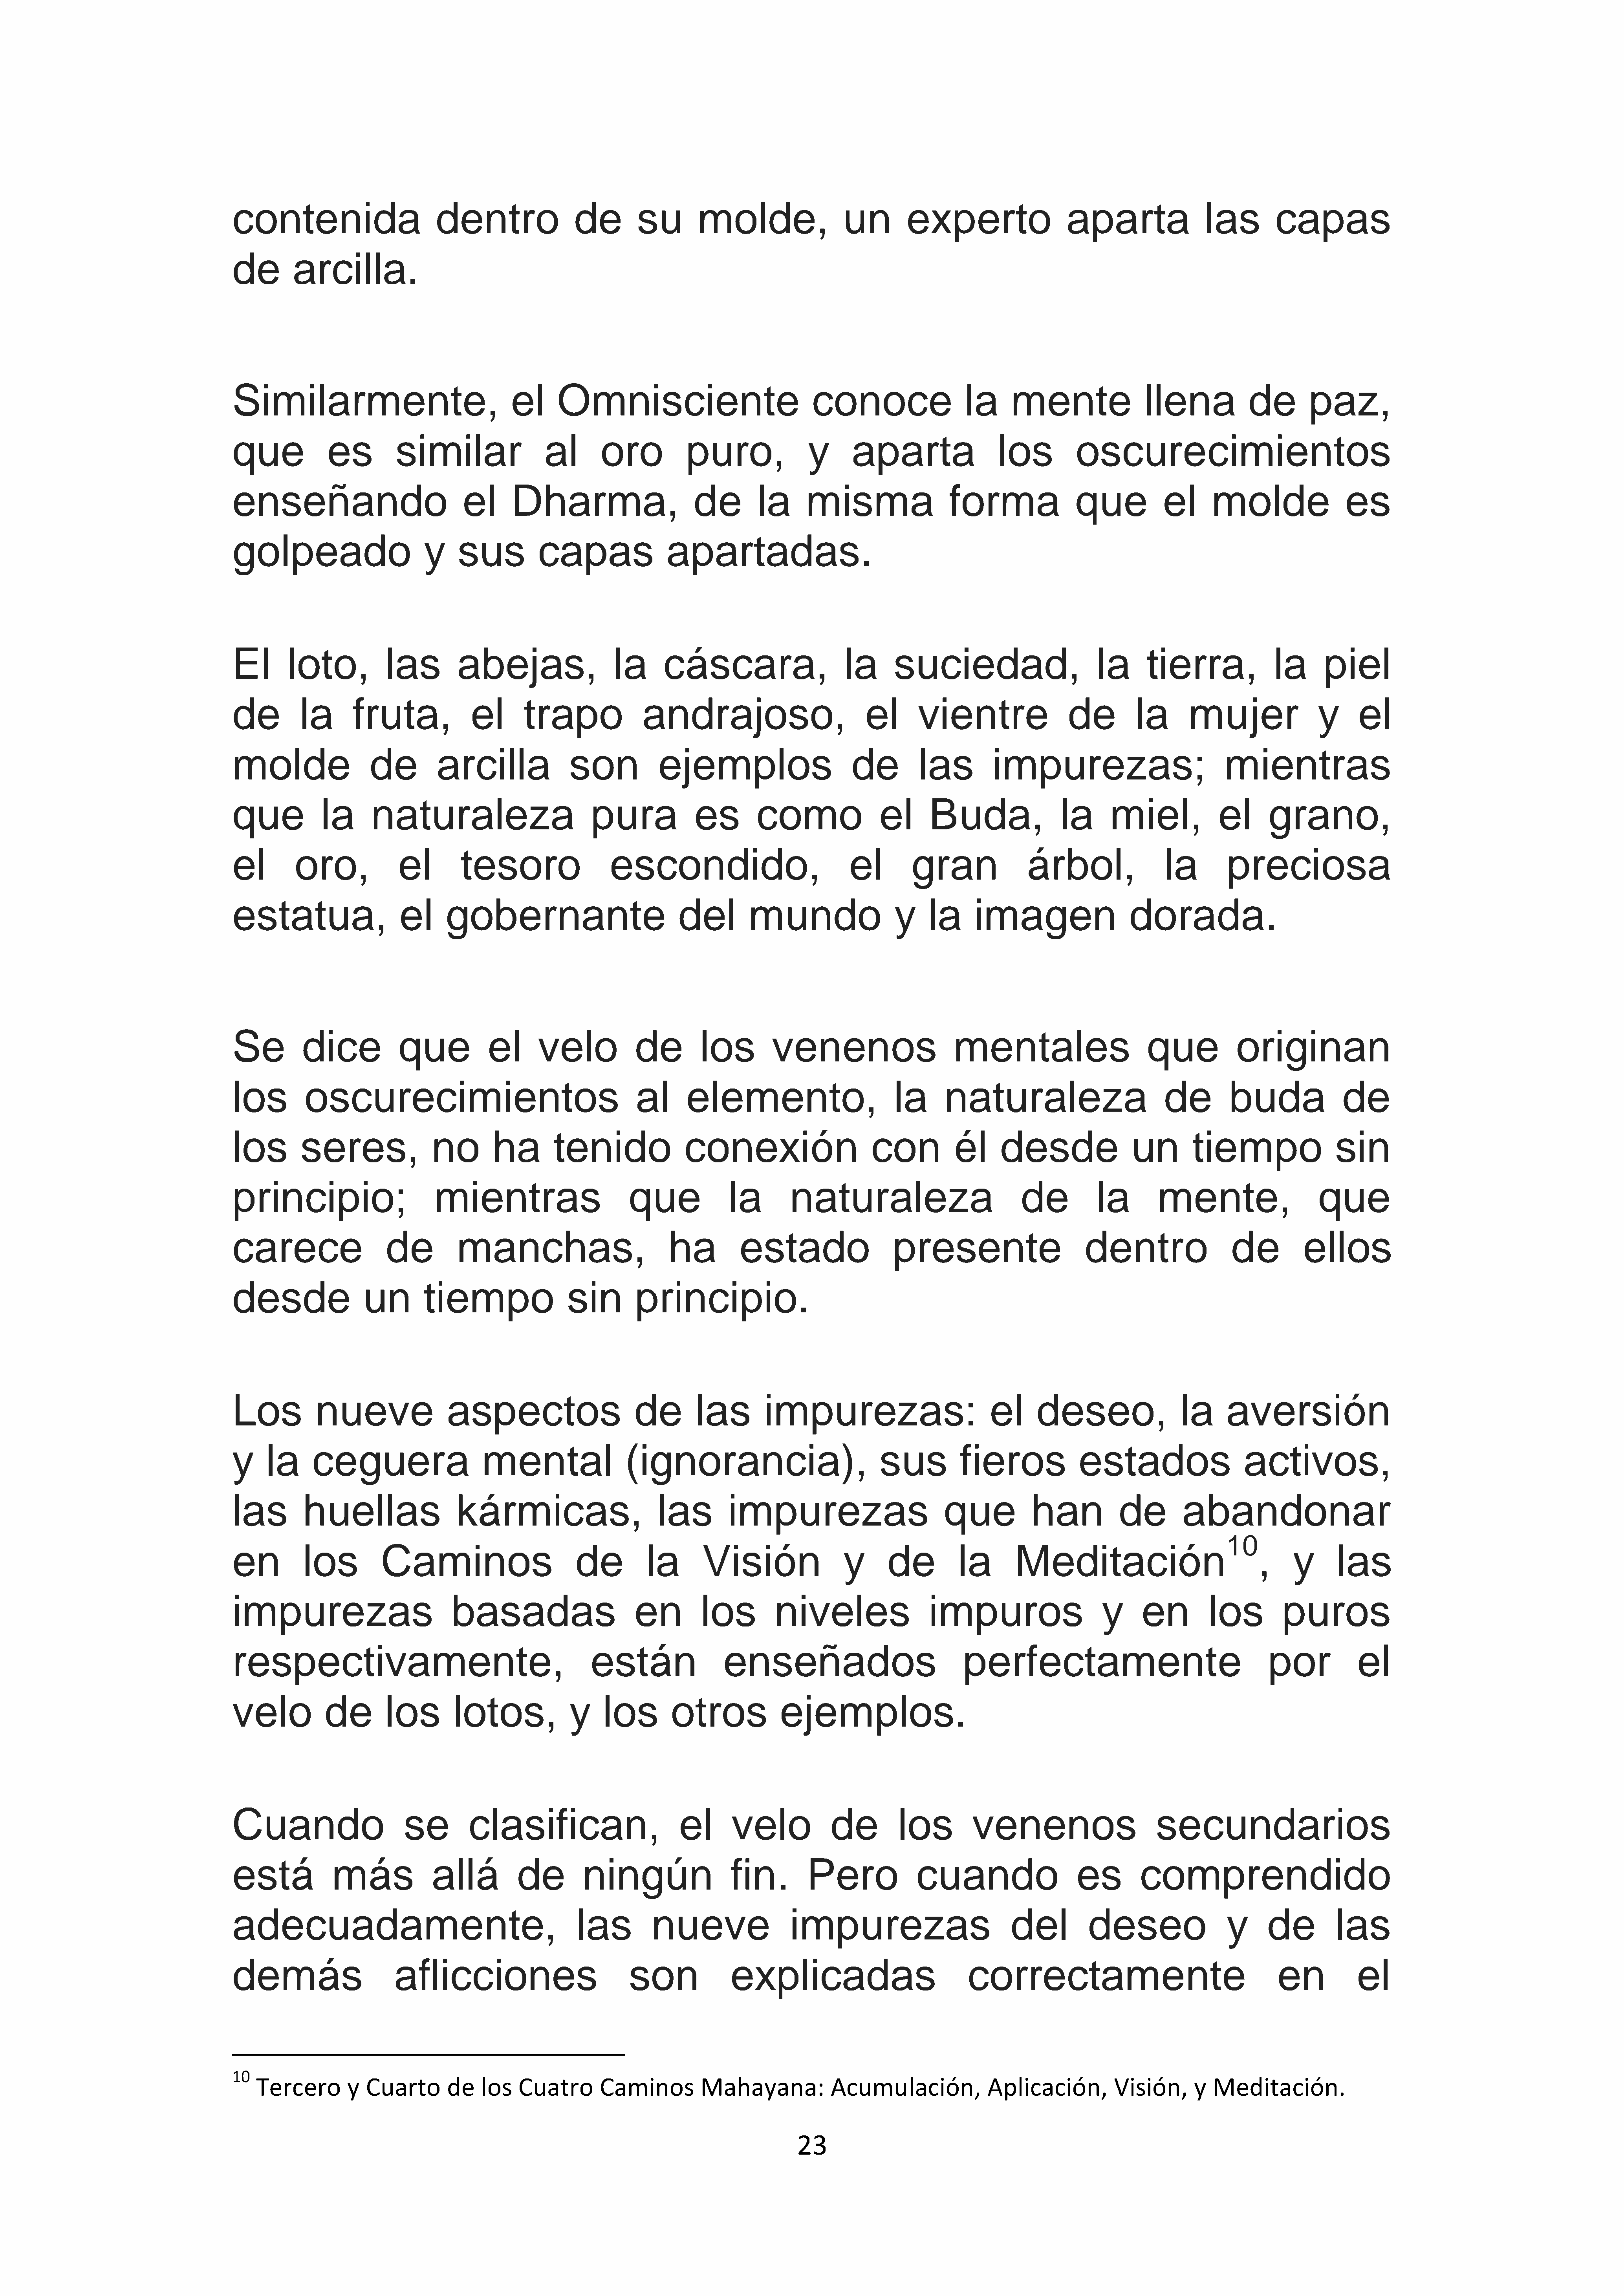 contenida dentro de su molde, un experto aparta las capas
de arcilla.
Similarmente, el Omnisciente conoce la mente llena de paz,
que es similar al oro puro, y aparta los oscurecimientos
enseñando el Dharma, de la misma forma que el molde es
golpeado y sus capas apartadas.
El loto, las abejas, la cáscara, la suciedad, la tierra, la piel
de la fruta, el trapo andrajoso, el vientre de la mujer y el
molde de arcilla son ejemplos de las impurezas; mientras
que la naturaleza pura es como el Buda, la miel, el grano,
el oro, el tesoro escondido, el gran árbol, la preciosa
estatua, el gobernante del mundo y la imagen dorada.
Se dice que el velo de los venenos mentales que originan
los oscurecimientos al elemento, la naturaleza de buda de
los seres, no ha tenido conexión con él desde un tiempo sin
principio; mientras que la naturaleza de la mente, que
carece de manchas, ha estado presente dentro de ellos
desde un tiempo sin principio.
Los nueve aspectos de las impurezas: el deseo, la aversión
y la ceguera mental (ignorancia), sus fieros estados activos,
las huellas kármicas, las impurezas que han de abandonar
en los Caminos de la Visión y de la Meditación10, y las
impurezas basadas en los niveles impuros y en los puros
respectivamente, están enseñados perfectamente por el
velo de los lotos, y los otros ejemplos.
Cuando se clasifican, el velo de los venenos secundarios
está más allá de ningún fin. Pero cuando es comprendido
adecuadamente, las nueve impurezas del deseo y de las
demás aflicciones son explicadas correctamente en el
10 Tercero y Cuarto de los Cuatro Caminos Mahayana: Acumulación, Aplicación, Visión, y Meditación.
23